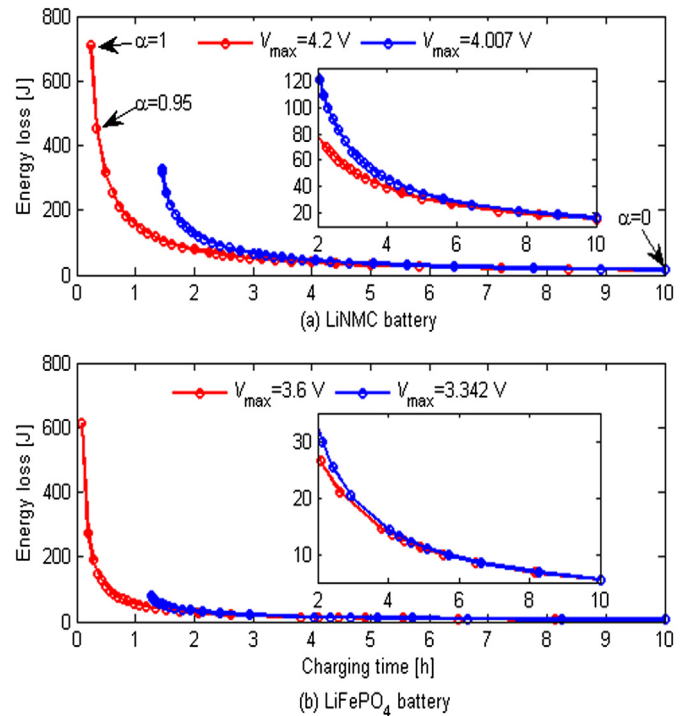 800
600
400
200
0
Energy loss [J]
α=1
α=0.95
Vmax=4.2 V
Vmax=4.007 V
120
100
80
60
40
20
2 3 4 5 6 7 8 9 10
α=0
0 1 2 3 4 5 6 7 8 9 10
(a) LiNMC battery
800
600
400
200
0
Energy loss [J]
Vmax=3.6 V
Vmax=3.342 V
30
20
10
2 4 6 8 10
0 1 2 3 4 5 6 7 8 9 10
Charging time [h]
(b) LiFePO4 battery